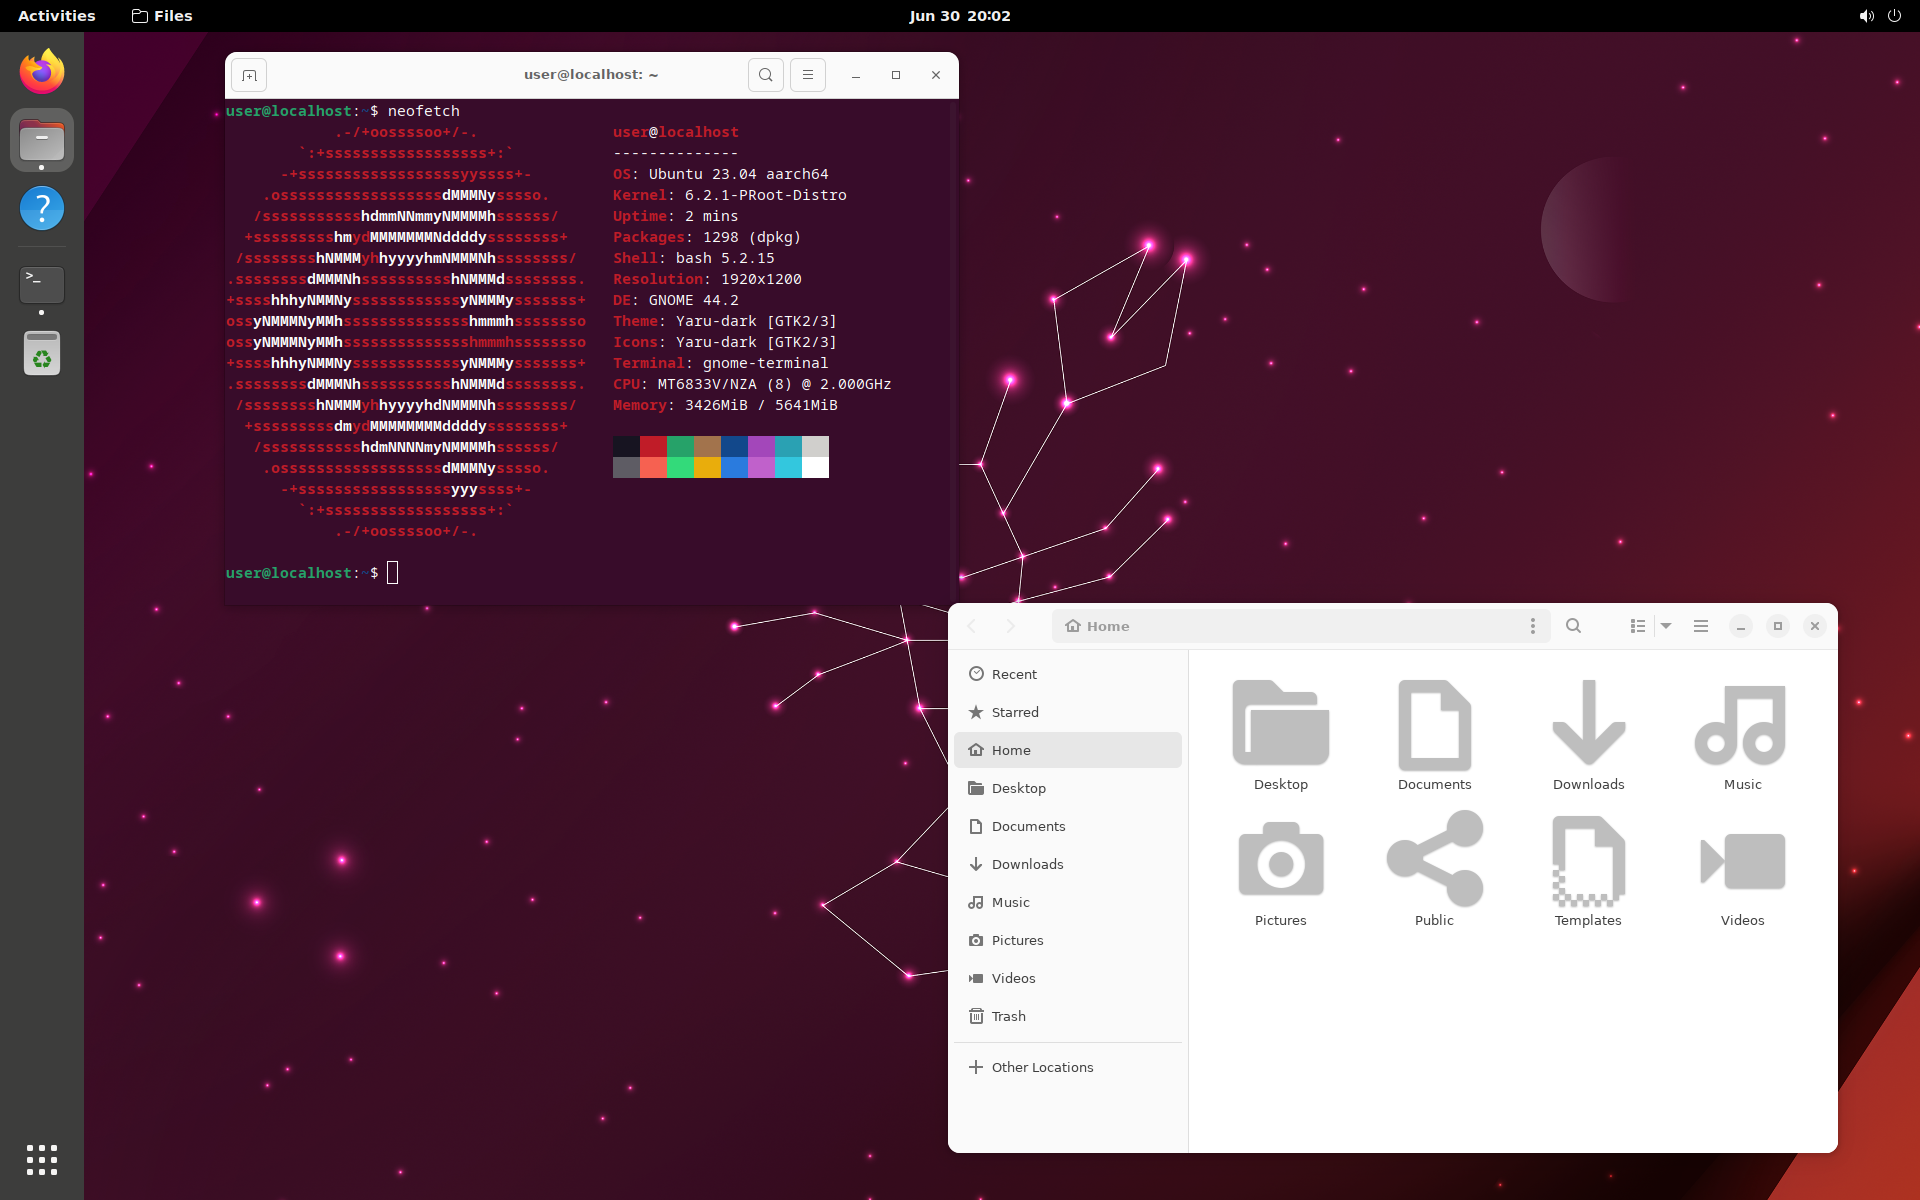 Activities Files Jun 30 20:02
user@localhost: ~
user@localhost:~$ neofetch
.-/+oossssoo+/-. user@localhost
`:+ssssssssssssssssss+:` --------------
-+ssssssssssssssssssyyssss+- OS: Ubuntu 23.04 aarch64
.ossssssssssssssssssdMMMNysssso. Kernel: 6.2.1-PRoot-Distro
/ssssssssssshdmmNNmmyNMMMMhssssss/ Uptime: 2 mins
+ssssssssshmydMMMMMMMNddddyssssssss+ Packages: 1298 (dpkg)
/sssssssshNMMMyhhyyyyhmNMMMNhssssssss/ Shell: bash 5.2.15
.ssssssssdMMMNhsssssssssshNMMMdssssssss. Resolution: 1920x1200
+sssshhhyNMMNyssssssssssssyNMMMysssssss+ DE: GNOME 44.2
ossyNMMMNyMMhsssssssssssssshmmmhssssssso Theme: Yaru-dark [GTK2/3]
ossyNMMMNyMMhsssssssssssssshmmmhssssssso Icons: Yaru-dark [GTK2/3]
+sssshhhyNMMNyssssssssssssyNMMMysssssss+ Terminal: gnome-terminal
.ssssssssdMMMNhsssssssssshNMMMdssssssss. CPU: MT6833V/NZA (8) @ 2.000GHz
/sssssssshNMMMyhhyyyyhdNMMMNhssssssss/ Memory: 3426MiB / 5641MiB
+sssssssssdmydMMMMMMMMddddyssssssss+
/ssssssssssshdmNNNNmyNMMMMhssssss/
.ossssssssssssssssssdMMMNysssso.
-+sssssssssssssssssyyyssss+-
`:+ssssssssssssssssss+:`
.-/+oossssoo+/-.
user@localhost:~$
Home
Recent
Starred
Home
Desktop
Documents
Downloads
Music
Pictures
Videos
Trash
Other Locations
Desktop Documents Downloads Music
Pictures Public Templates Videos